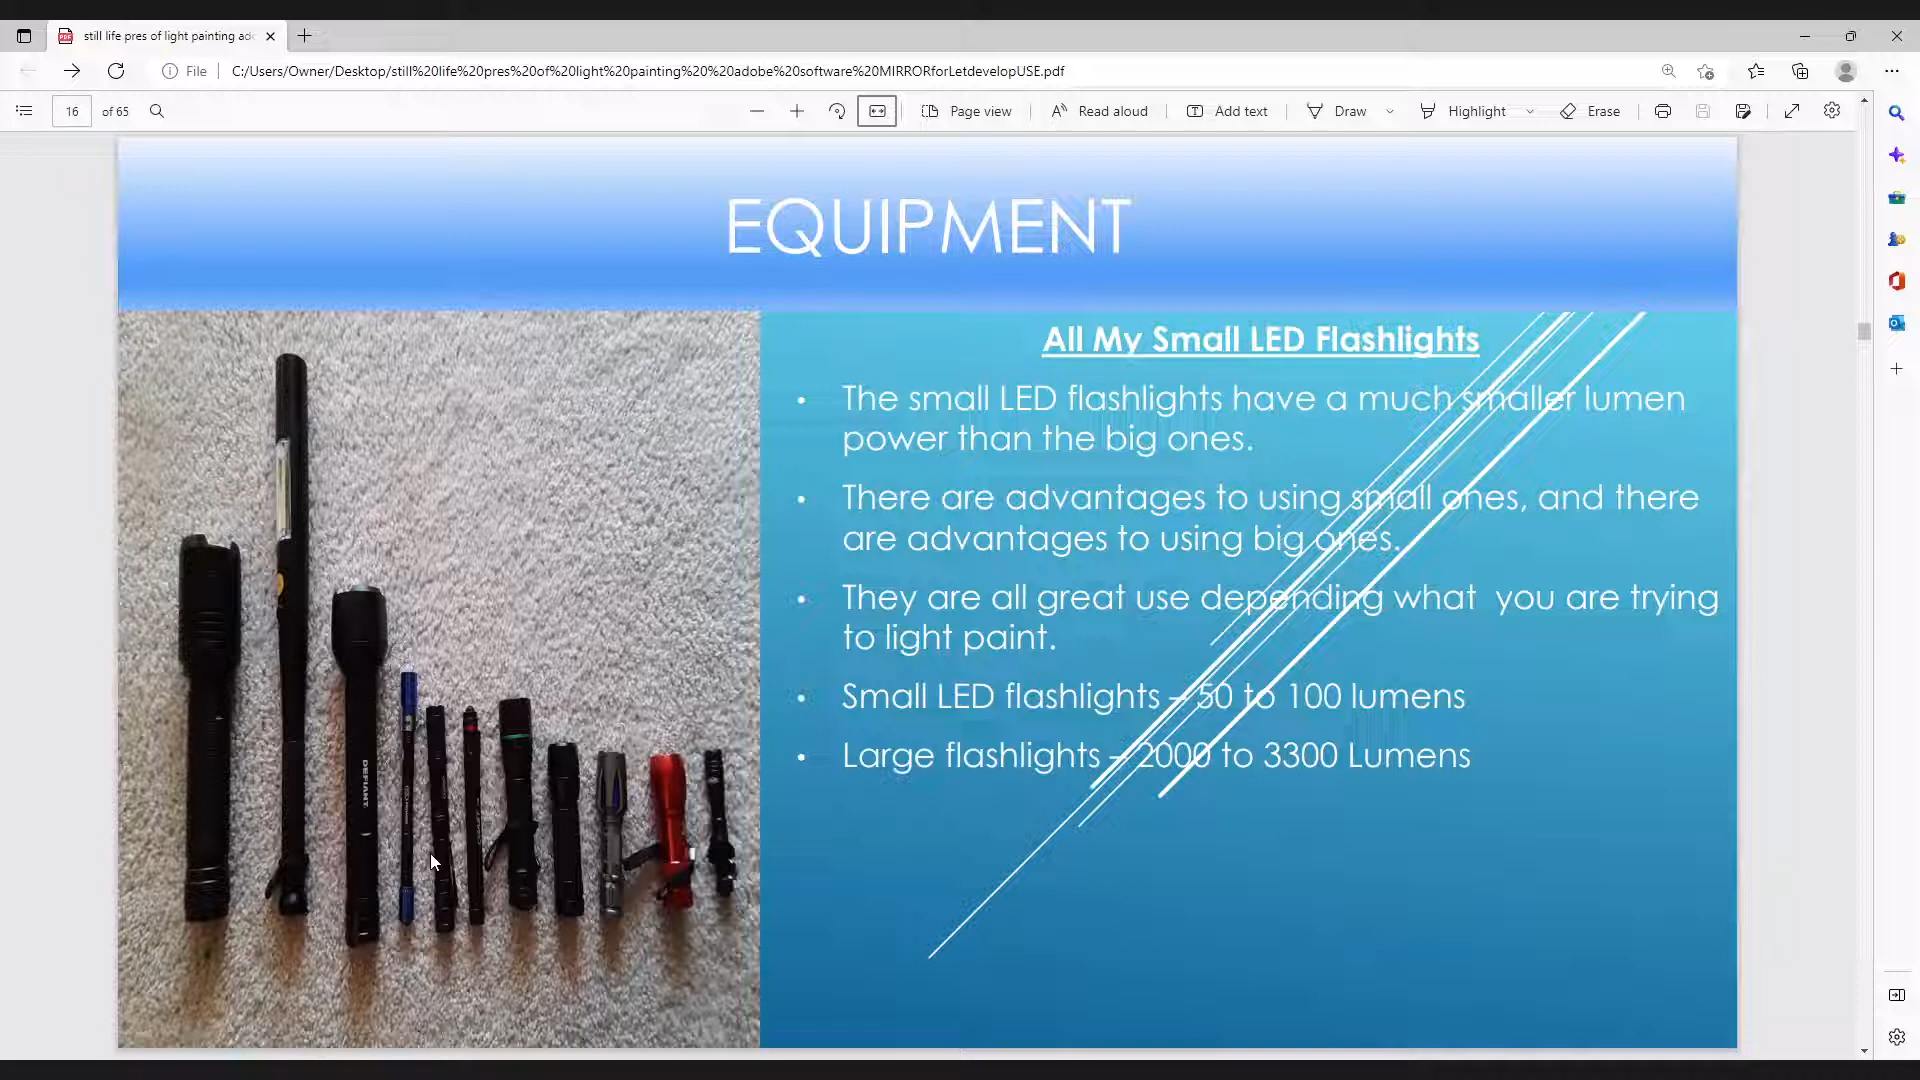 still life pres of light painting ad
File
C:/Users/Owner/Desktop/still%20life%20pres%20of%20light%20painting%20%20adobe%20software%20MIRRORforLetdevelopUSE.pdf
16 of 65
Page view
Read aloud
Add text
Draw
Highlight
Erase
EQUIPMENT
All My Small LED Flashlights
• The small LED flashlights have a much smaller lumen
power than the big ones.
• There are advantages to using small ones, and there
are advantages to using big ones.
• They are all great use depending what  you are trying
to light paint.
• Small LED flashlights – 50 to 100 lumens
• Large flashlights – 2000 to 3300 Lumens
DEFIANT